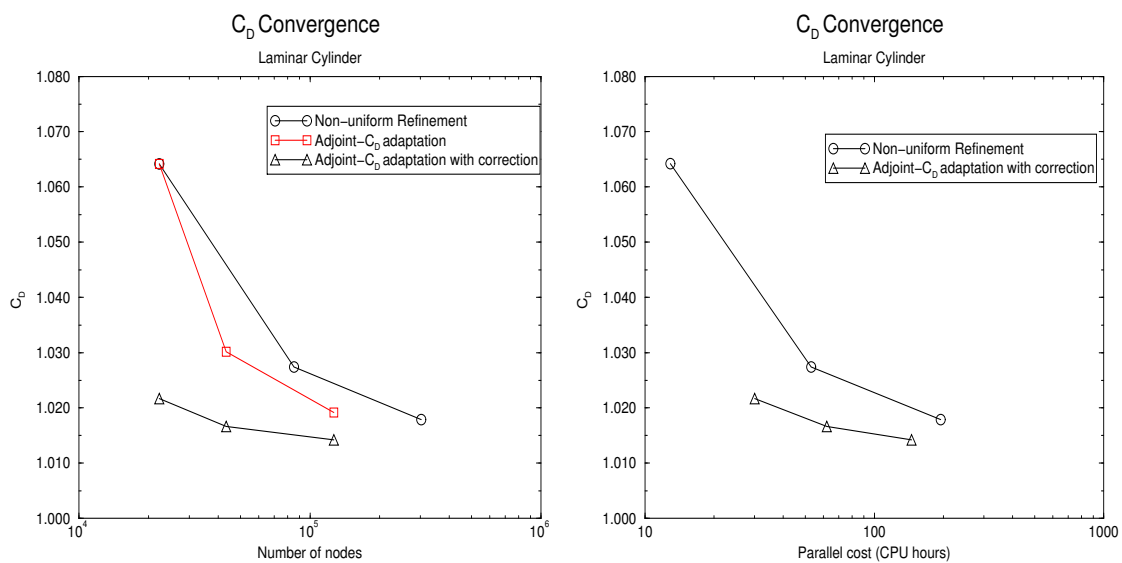 C_D Convergence
Laminar Cylinder
1.080
1.070
1.060
1.050
1.040
1.030
1.020
1.010
1.000
C_D
10^4
10^5
10^6
Number of nodes
Non−uniform Refinement
Adjoint−C_D adaptation
Adjoint−C_D adaptation with correction
C_D Convergence
Laminar Cylinder
1.080
1.070
1.060
1.050
1.040
1.030
1.020
1.010
1.000
C_D
10
100
1000
Parallel cost (CPU hours)
Non−uniform Refinement
Adjoint−C_D adaptation with correction